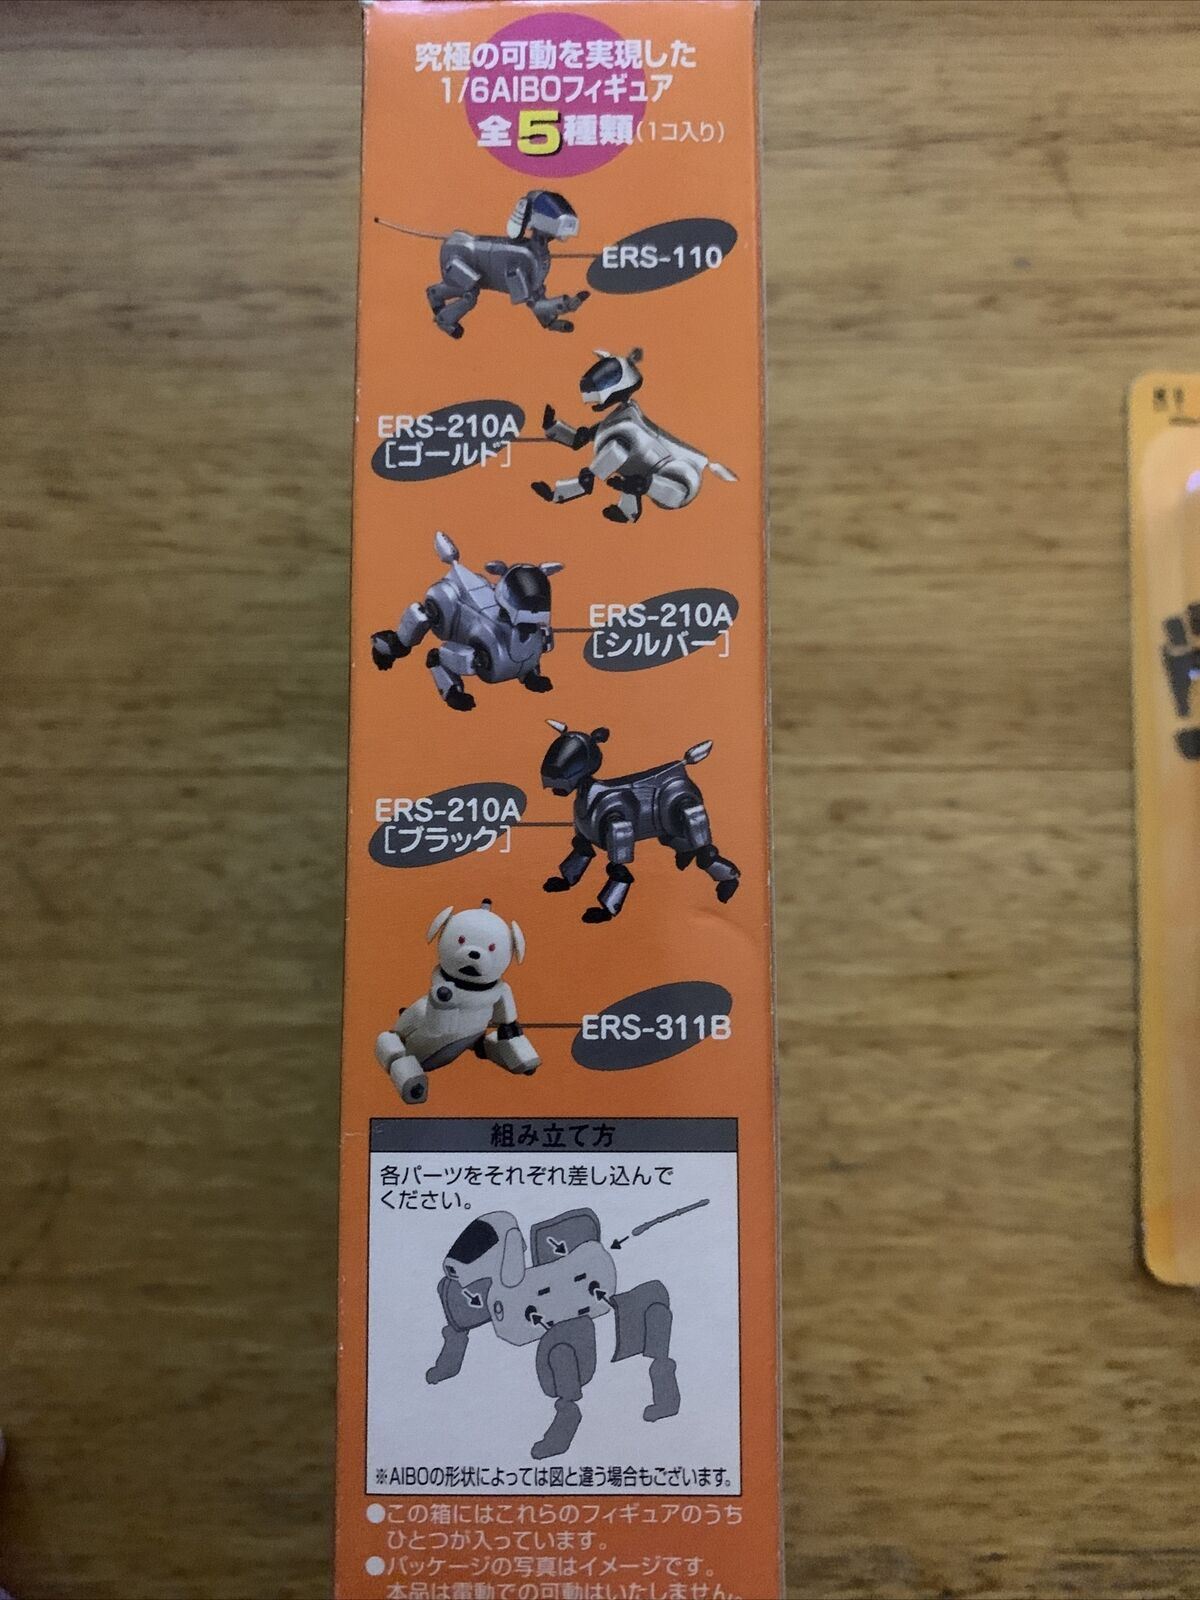 究極の可動を実現した
1/6AIBOフィギュア
全5種類(1コ入り)
ERS-110
ERS-210A
[ゴールド]
ERS-210A
[シルバー]
ERS-210A
[ブラック]
ERS-311B
組み立て方
各パーツをそれぞれ差し込んで
ください。
※AIBOの形状によっては図と違う場合もございます。
●この箱にはこれらのフィギュアのうち
ひとつが入っています。
●パッケージの写真はイメージです。
本品は電動での可動はいたしません。